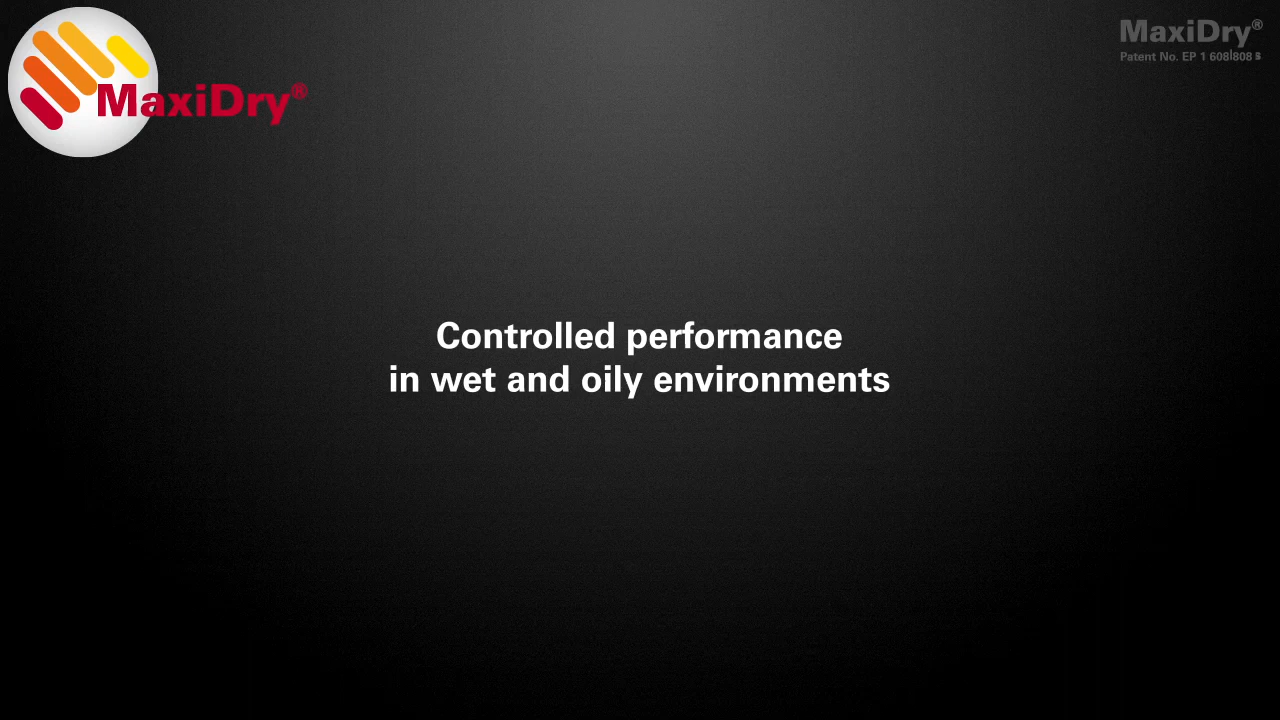 MaxiDry®
MaxiDry®
Patent No. EP 1 608 808
Controlled performance
in wet and oily environments